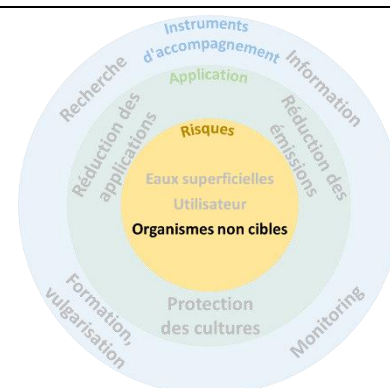 Instruments
d'accompagnement
Recherche
Information
Application
Réduction des
applications
Réduction des
émissions
Risques
Eaux superficielles
Utilisateur
Organismes non cibles
Protection
des cultures
Formation,
vulgarisation
Monitoring